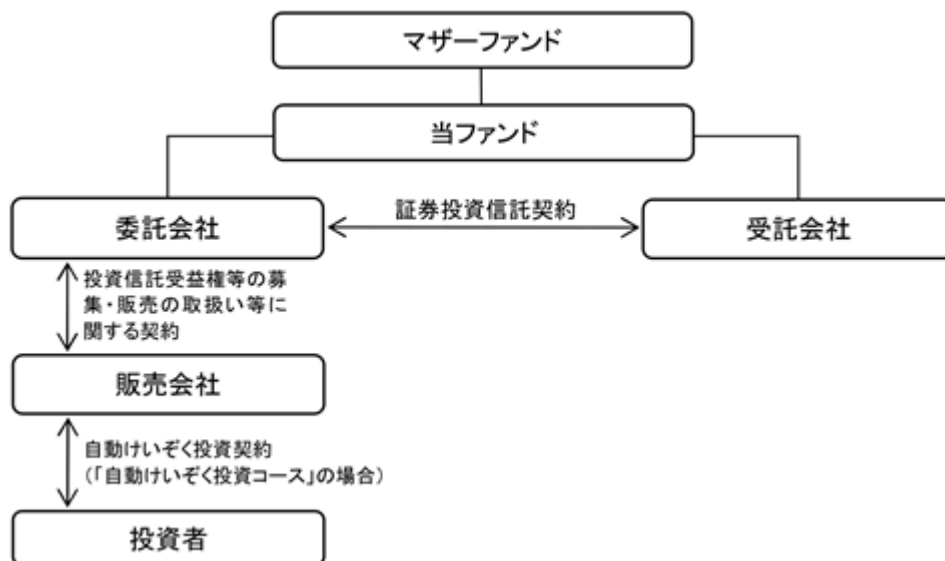 マザーファンド
当ファンド
委託会社
証券投資信託契約
受託会社
投資信託受益権等の募
集・販売の取扱い等に
関する契約
販売会社
自動けいぞく投資契約
(「自動けいぞく投資コース」の場合)
投資者